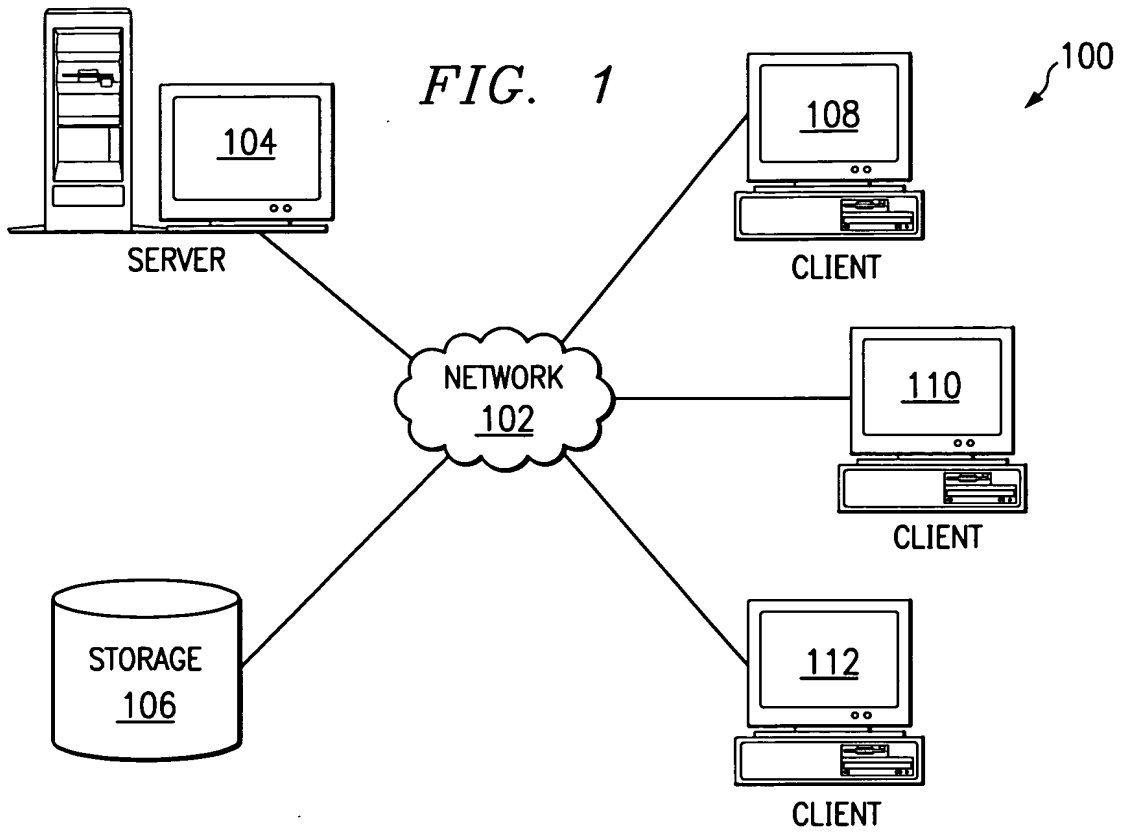 FIG. 1
100
104
SERVER
108
CLIENT
NETWORK
102
110
CLIENT
STORAGE
106
112
CLIENT